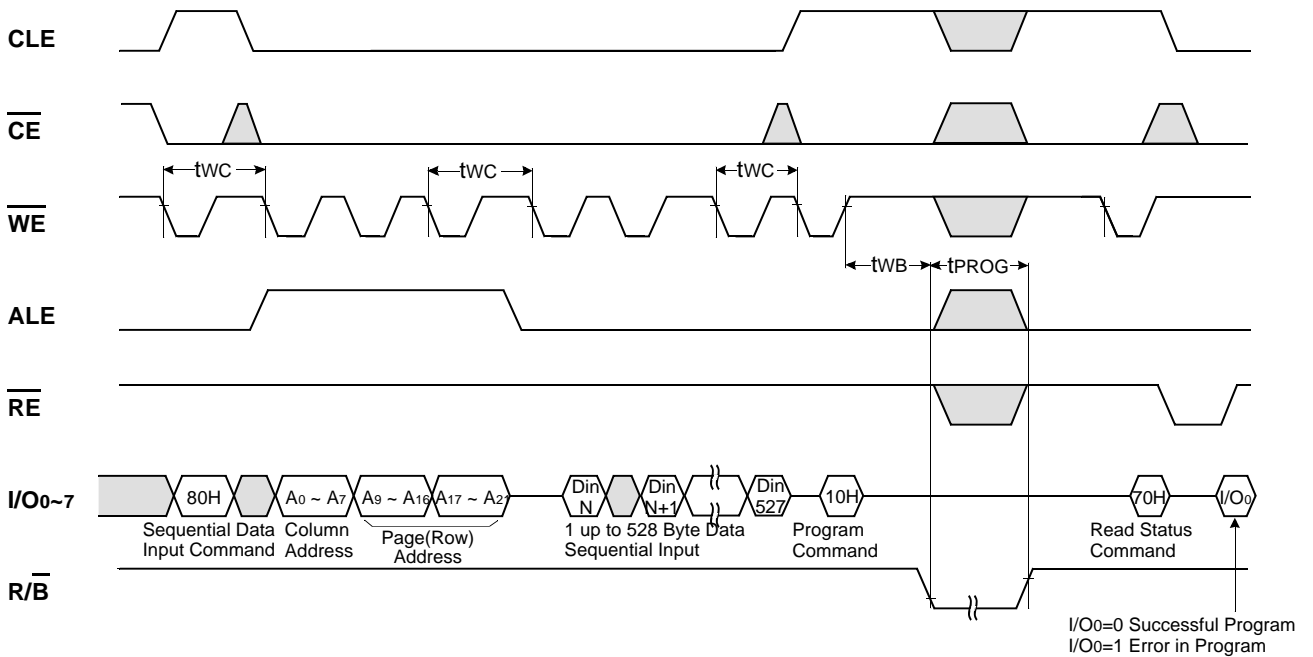 CLE
CE
tWC
tWC
tWC
WE
tWB
tPROG
ALE
RE
I/O0~7
80H
A0 ~ A7
A9 ~ A16
A17 ~ A21
Din
N
Din
N+1
Din
527
10H
70H
I/O0
Sequential Data
Input Command
Column
Address
Page(Row)
Address
1 up to 528 Byte Data
Sequential Input
Program
Command
Read Status
Command
R/B
I/O0=0 Successful Program
I/O0=1 Error in Program